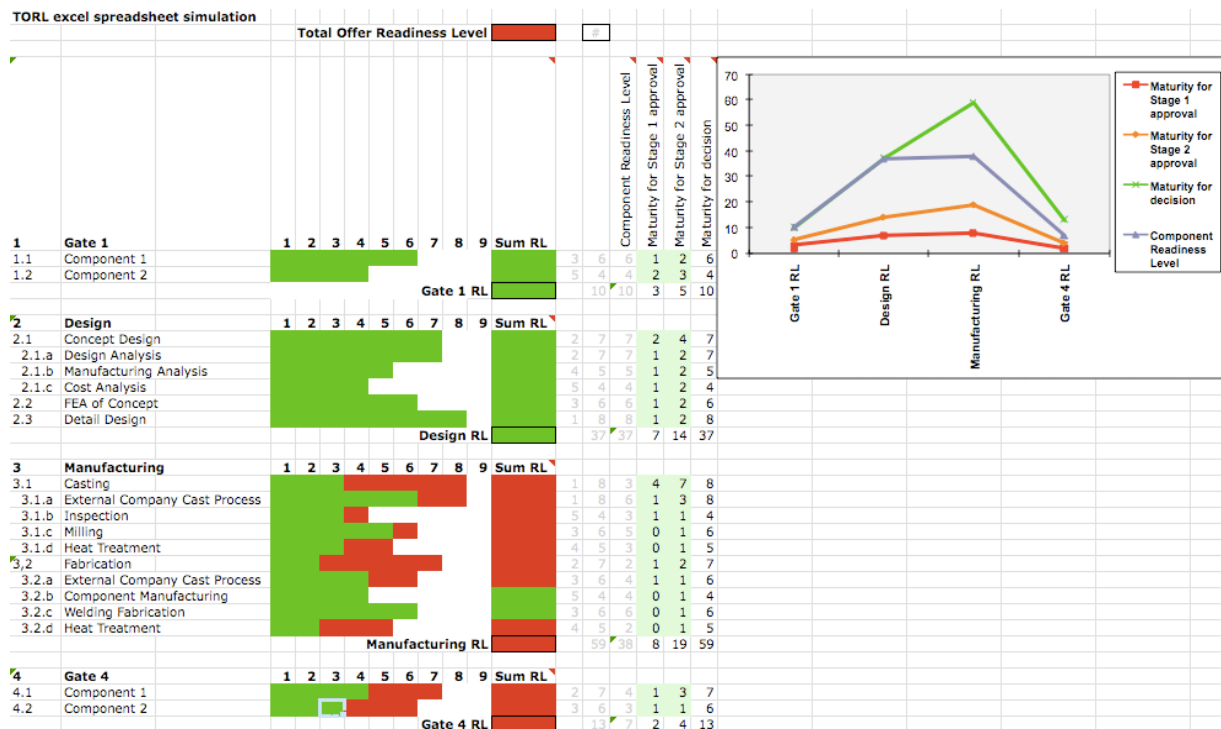 TORL excel spreadsheet simulation
Total Offer Readiness Level #
Component Readiness Level
Maturity for Stage 1 approval
Maturity for Stage 2 approval
Maturity for decision
1 Gate 1 1 2 3 4 5 6 7 8 9 Sum RL
1.1 Component 1 3 6 6 1 2 6
1.2 Component 2 5 4 4 2 3 4
Gate 1 RL 10 10 3 5 10
2 Design 1 2 3 4 5 6 7 8 9 Sum RL
2.1 Concept Design 2 7 7 2 4 7
2.1.a Design Analysis 2 7 7 1 2 7
2.1.b Manufacturing Analysis 4 5 5 1 2 5
2.1.c Cost Analysis 5 4 4 1 2 4
2.2 FEA of Concept 3 6 6 1 2 6
2.3 Detail Design 1 8 8 1 2 8
Design RL 37 37 7 14 37
3 Manufacturing 1 2 3 4 5 6 7 8 9 Sum RL
3.1 Casting 1 8 3 4 7 8
3.1.a External Company Cast Process 1 8 6 1 3 8
3.1.b Inspection 5 4 3 1 1 4
3.1.c Milling 3 6 5 0 1 6
3.1.d Heat Treatment 4 5 3 0 1 5
3,2 Fabrication 2 7 2 1 2 7
3.2.a External Company Cast Process 3 6 4 1 1 6
3.2.b Component Manufacturing 5 4 4 0 1 4
3.2.c Welding Fabrication 3 6 6 0 1 6
3.2.d Heat Treatment 4 5 2 0 1 5
Manufacturing RL 59 38 8 19 59
4 Gate 4 1 2 3 4 5 6 7 8 9 Sum RL
4.1 Component 1 2 7 4 1 3 7
4.2 Component 2 3 6 3 1 1 6
Gate 4 RL 13 7 2 4 13
70
60
50
40
30
20
10
0
Gate 1 RL
Design RL
Manufacturing RL
Gate 4 RL
Maturity for
Stage 1
approval
Maturity for
Stage 2
approval
Maturity for
decision
Component
Readiness
Level